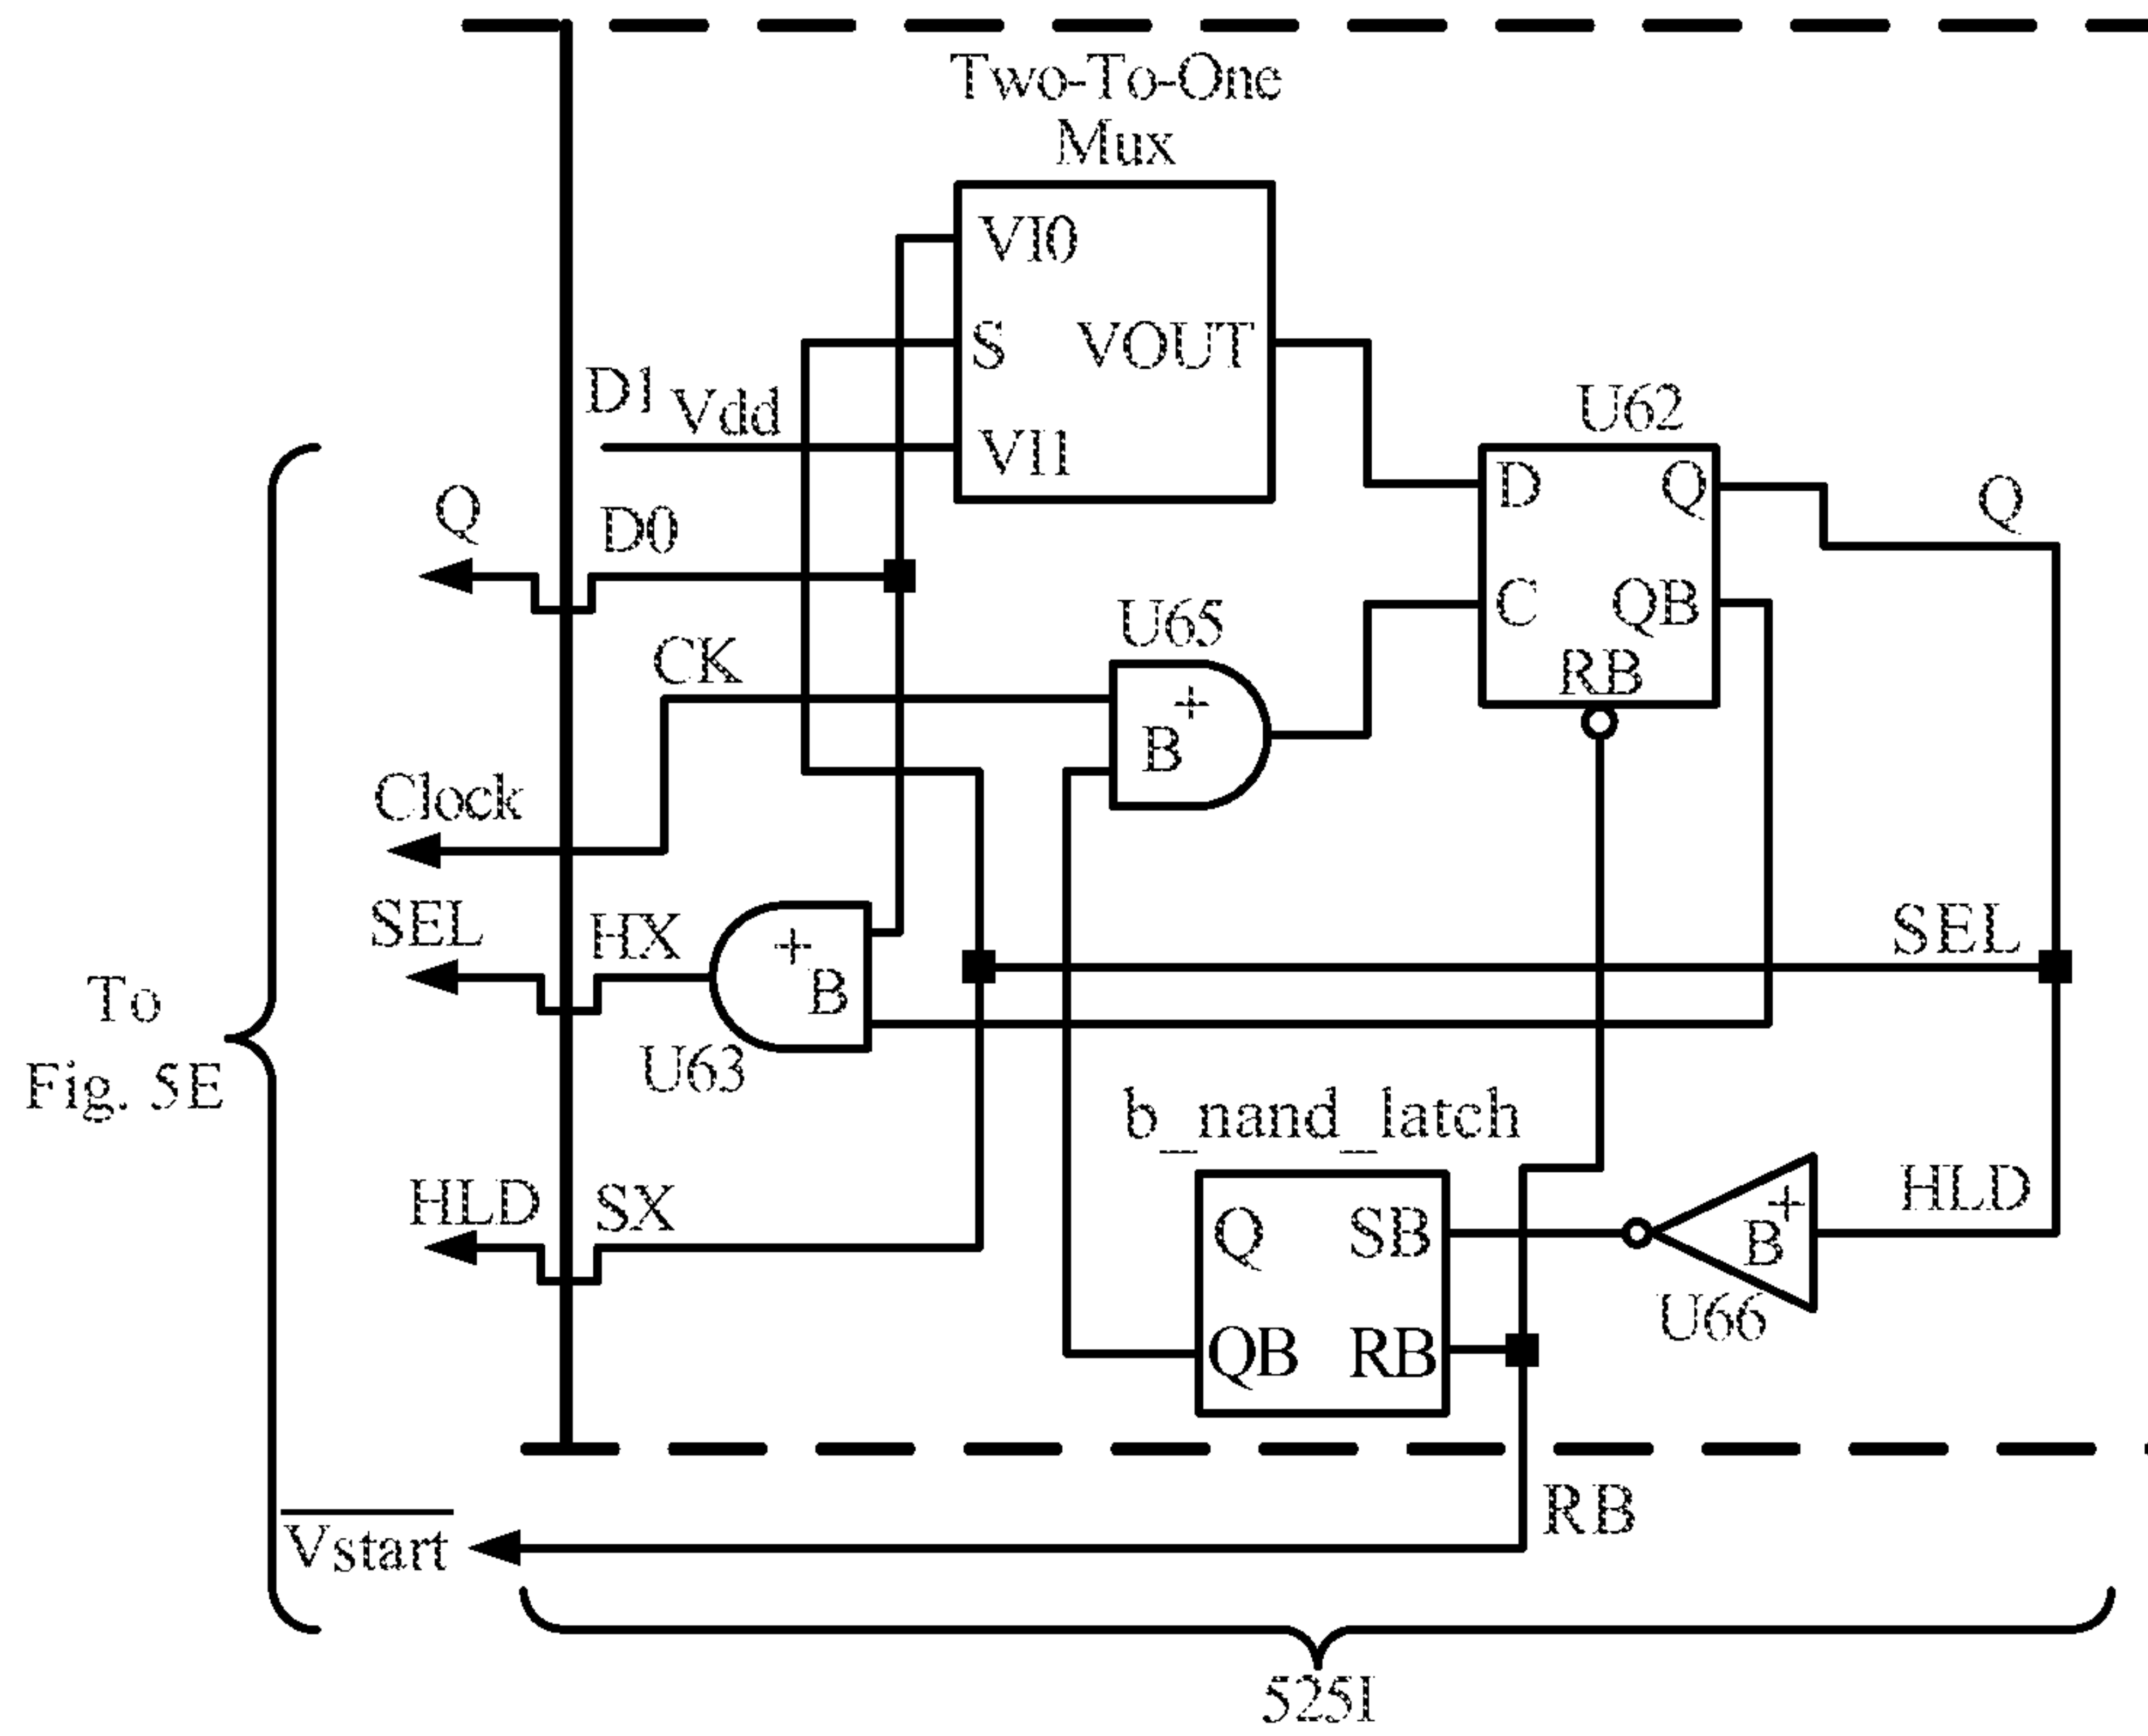 Two-To-One
Mux
VI0
S VOUT
VI1
D1 Vdd
U62
D Q
C QB
RB
Q
Q D0
U65
+
B
CK
Clock
SEL HX
+
B
U63
SEL
To
Fig. 5E
b_nand_latch
Q SB
QB RB
+
B
U66
HLD
HLD SX
Vstart
RB
525I